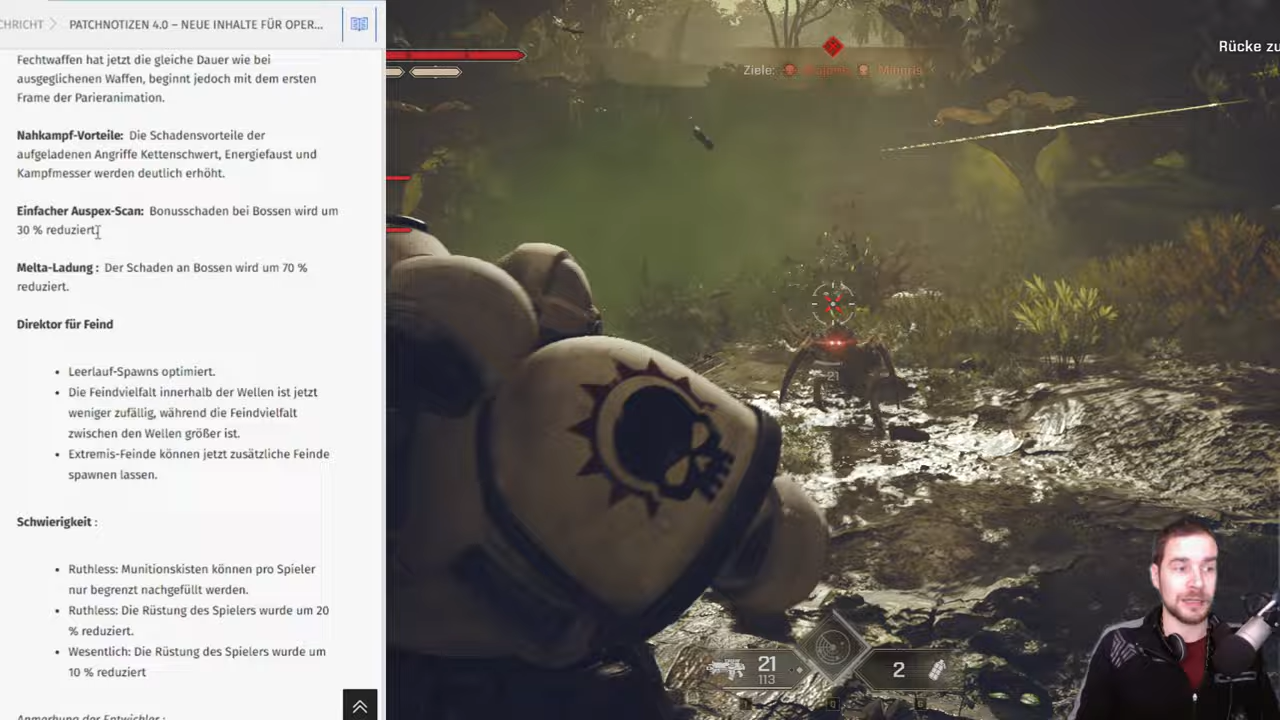 CHRICHT > PATCHNOTIZEN 4.0 – NEUE INHALTE FÜR OPER...
Fechtwaffen hat jetzt die gleiche Dauer wie bei
ausgeglichenen Waffen, beginnt jedoch mit dem ersten
Frame der Parieranimation.
Nahkampf-Vorteile: Die Schadensvorteile der
aufgeladenen Angriffe Kettenschwert, Energiefaust und
Kampfmesser werden deutlich erhöht.
Einfacher Auspex-Scan: Bonusschaden bei Bossen wird um
30 % reduziert.
Melta-Ladung : Der Schaden an Bossen wird um 70 %
reduziert.
Direktor für Feind
• Leerlauf-Spawns optimiert.
• Die Feindvielfalt innerhalb der Wellen ist jetzt
weniger zufällig, während die Feindvielfalt
zwischen den Wellen größer ist.
• Extremis-Feinde können jetzt zusätzliche Feinde
spawnen lassen.
Schwierigkeit :
• Ruthless: Munitionskisten können pro Spieler
nur begrenzt nachgefüllt werden.
• Ruthless: Die Rüstung des Spielers wurde um 20
% reduziert.
• Wesentlich: Die Rüstung des Spielers wurde um
10 % reduziert
Anmerkung der Entwickler :
Rücke zu
Ziele: Majoris Minoris
21
21
113
2
Q